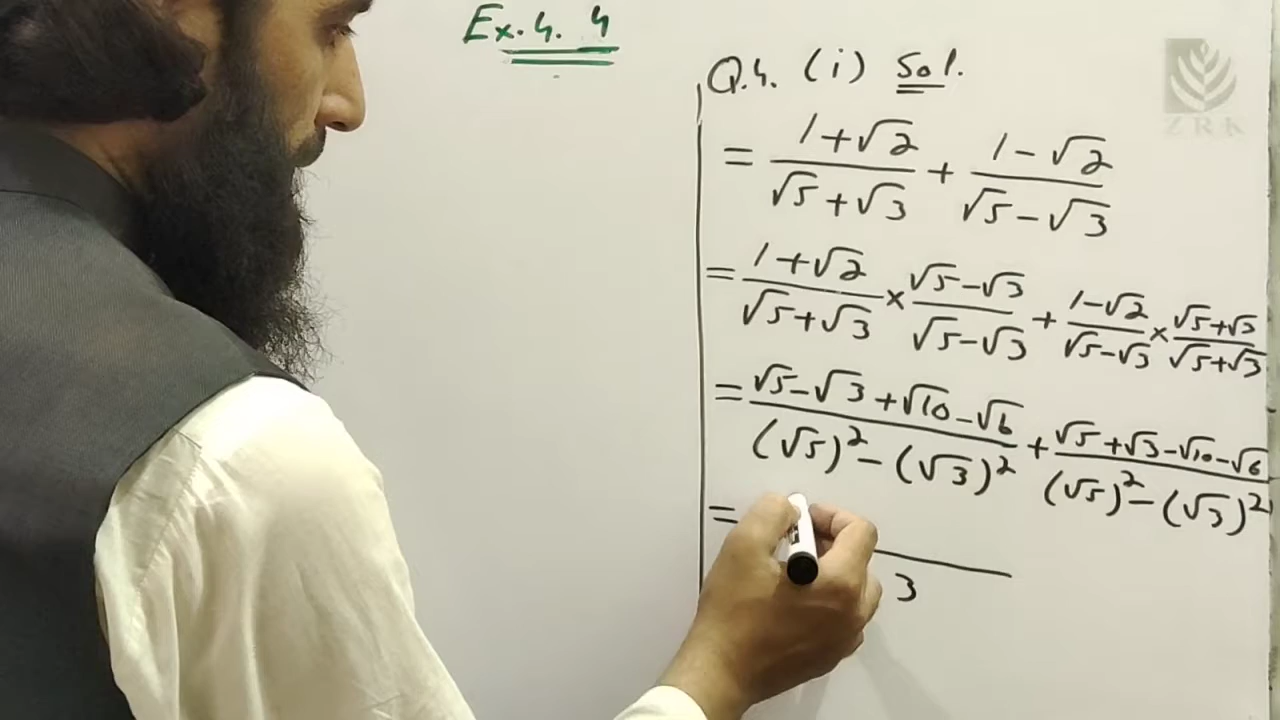 Ex. 4. 4
Q.4. (i) Sol.
= (1+√2)/(√5+√3) + (1-√2)/(√5-√3)
= (1+√2)/(√5+√3) × (√5-√3)/(√5-√3) + (1-√2)/(√5-√3) × (√5+√3)/(√5+√3)
= (√5-√3+√10-√6)/((√5)²-(√3)²) + (√5+√3-√10-√6)/((√5)²-(√3)²)
=
3
ZRK